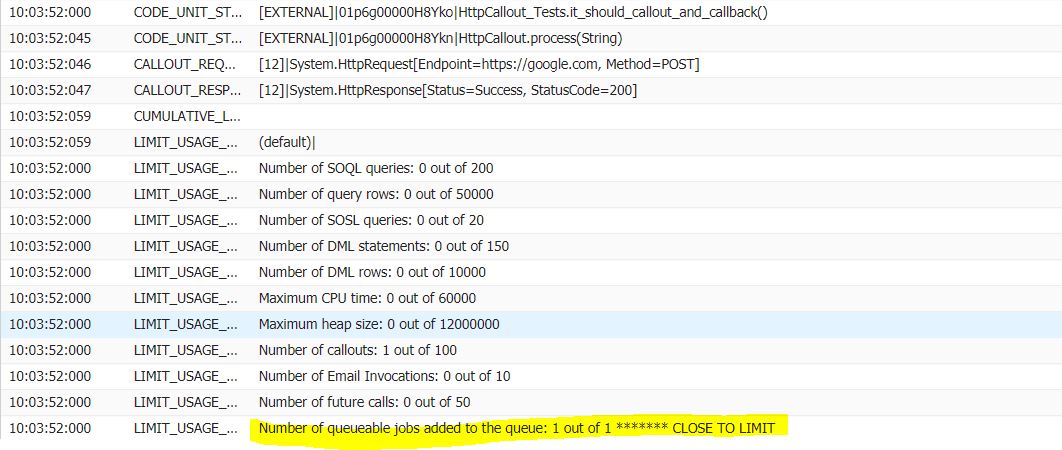 10:03:52:000 CODE_UNIT_ST... [EXTERNAL]|01p6g00000H8Yko|HttpCallout_Tests.it_should_callout_and_callback()
10:03:52:045 CODE_UNIT_ST... [EXTERNAL]|01p6g00000H8Ykn|HttpCallout.process(String)
10:03:52:046 CALLOUT_REQ... [12]|System.HttpRequest[Endpoint=https://google.com, Method=POST]
10:03:52:047 CALLOUT_RESP... [12]|System.HttpResponse[Status=Success, StatusCode=200]
10:03:52:059 CUMULATIVE_L...
10:03:52:059 LIMIT_USAGE_... (default)|
10:03:52:000 LIMIT_USAGE_... Number of SOQL queries: 0 out of 200
10:03:52:000 LIMIT_USAGE_... Number of query rows: 0 out of 50000
10:03:52:000 LIMIT_USAGE_... Number of SOSL queries: 0 out of 20
10:03:52:000 LIMIT_USAGE_... Number of DML statements: 0 out of 150
10:03:52:000 LIMIT_USAGE_... Number of DML rows: 0 out of 10000
10:03:52:000 LIMIT_USAGE_... Maximum CPU time: 0 out of 60000
10:03:52:000 LIMIT_USAGE_... Maximum heap size: 0 out of 12000000
10:03:52:000 LIMIT_USAGE_... Number of callouts: 1 out of 100
10:03:52:000 LIMIT_USAGE_... Number of Email Invocations: 0 out of 10
10:03:52:000 LIMIT_USAGE_... Number of future calls: 0 out of 50
10:03:52:000 LIMIT_USAGE_... Number of queueable jobs added to the queue: 1 out of 1 ******* CLOSE TO LIMIT